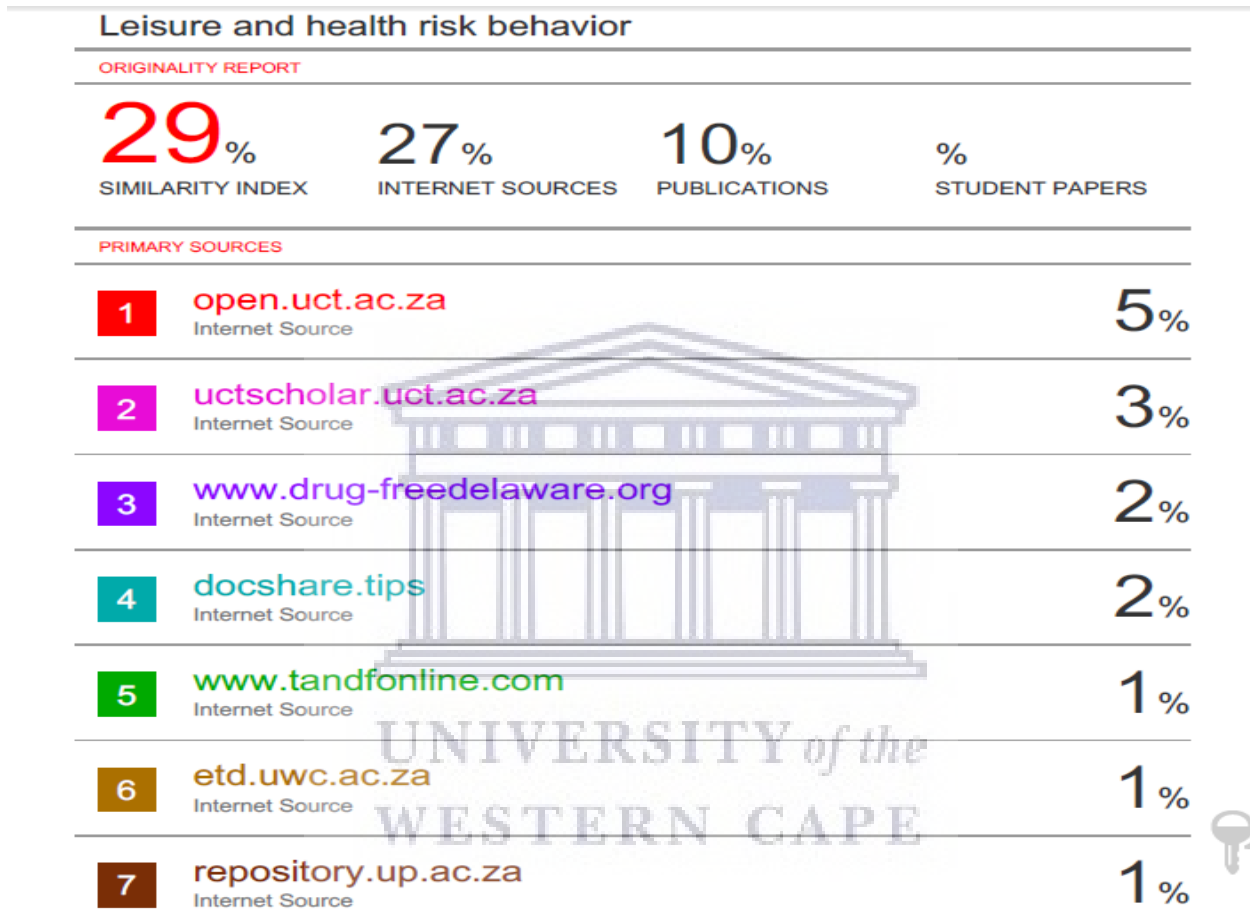 Leisure and health risk behavior
ORIGINALITY REPORT
29% 27% 10% %
SIMILARITY INDEX INTERNET SOURCES PUBLICATIONS STUDENT PAPERS
PRIMARY SOURCES
1 open.uct.ac.za 5%
Internet Source
2 uctscholar.uct.ac.za 3%
Internet Source
3 www.drug-freedelaware.org 2%
Internet Source
4 docshare.tips 2%
Internet Source
5 www.tandfonline.com 1%
Internet Source
UNIVERSITY of the
6 etd.uwc.ac.za 1%
Internet Source
WESTERN CAPE
7 repository.up.ac.za 1%
Internet Source